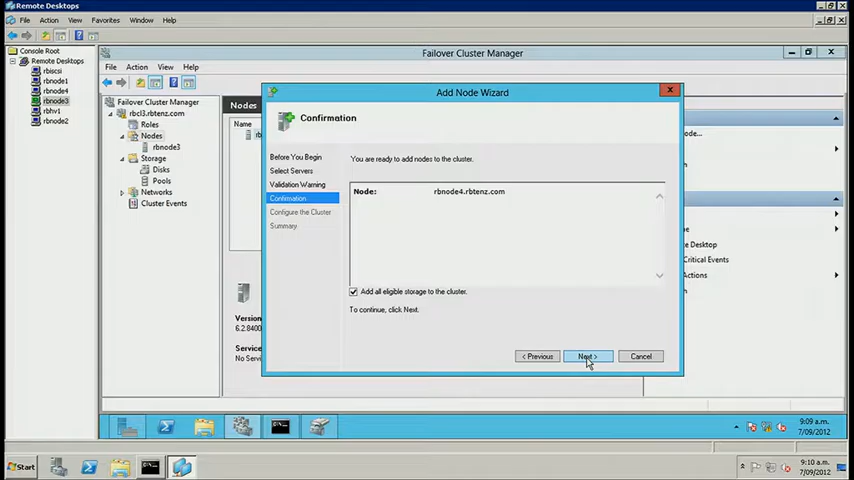 Remote Desktops
File Action View Favorites Window Help
Console Root
Remote Desktops
rbiscsi
rbnode1
rbnode4
rbnode3
rbhv1
rbnode2
Failover Cluster Manager
File Action View Help
Failover Cluster Manager
rbcl3.rbtenz.com
Roles
Nodes
rbnode3
Storage
Disks
Pools
Networks
Cluster Events
Nodes
Name
Add Node Wizard
Confirmation
Before You Begin
Select Servers
Validation Warning
Confirmation
Configure the Cluster
Summary
You are ready to add nodes to the cluster.
Node: rbnode4.rbtenz.com
Add all eligible storage to the cluster.
To continue, click Next.
< Previous
Next >
Cancel
Version
6.2.8400
Service
No Servi
ode...
e Desktop
Critical Events
Actions
9:09 a.m.
7/09/2012
Start
9:10 a.m.
7/09/2012